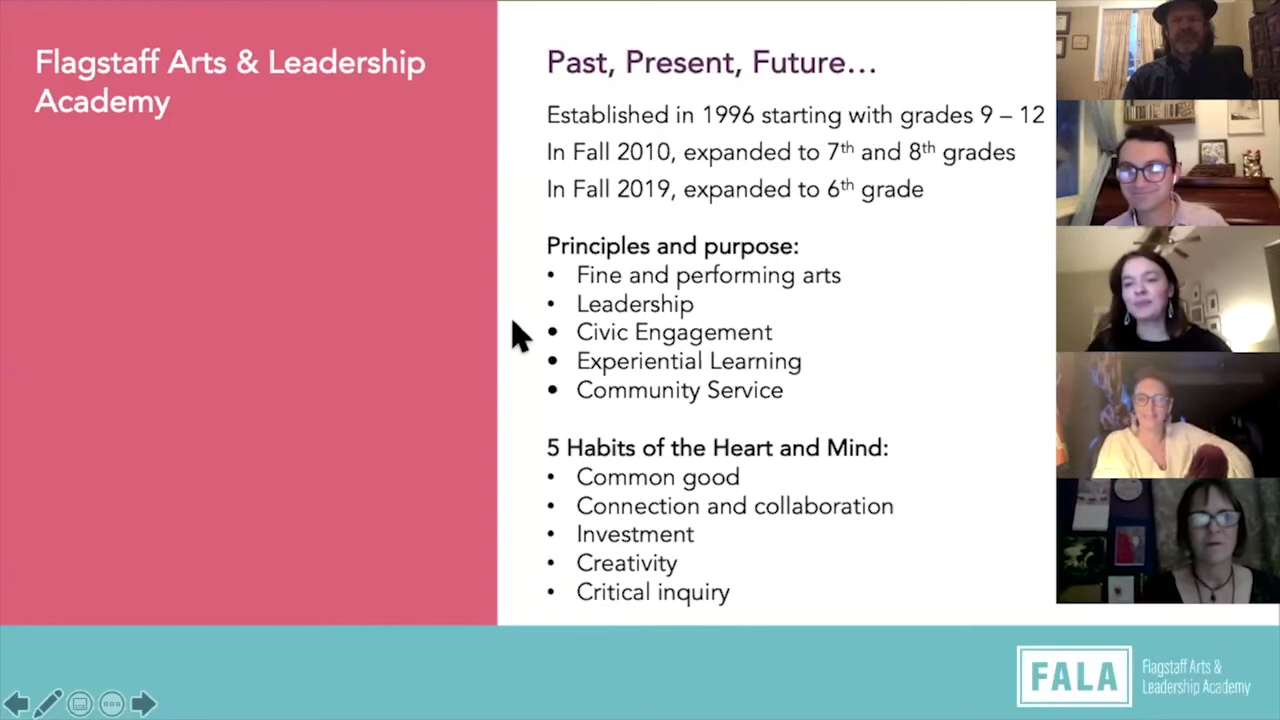 Flagstaff Arts & Leadership
Academy
Past, Present, Future...
Established in 1996 starting with grades 9 – 12
In Fall 2010, expanded to 7th and 8th grades
In Fall 2019, expanded to 6th grade
Principles and purpose:
• Fine and performing arts
• Leadership
• Civic Engagement
• Experiential Learning
• Community Service
5 Habits of the Heart and Mind:
• Common good
• Connection and collaboration
• Investment
• Creativity
• Critical inquiry
FALA
Flagstaff Arts &
Leadership Academy